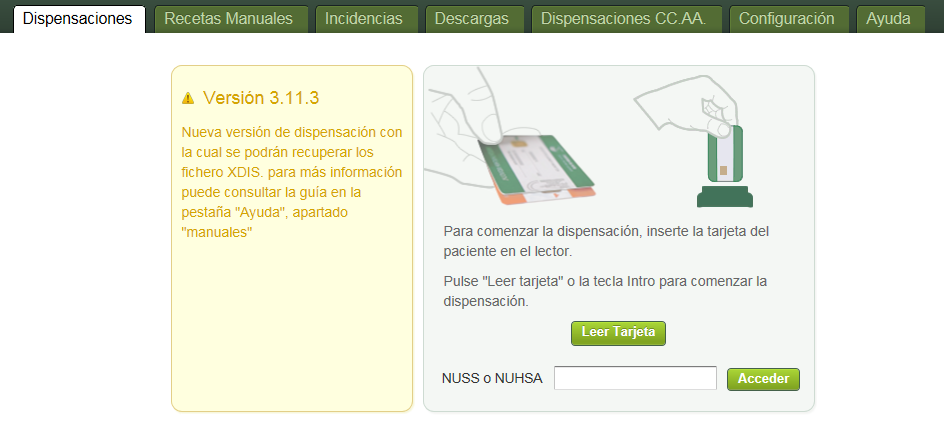 Dispensaciones
Recetas Manuales
Incidencias
Descargas
Dispensaciones CC.AA.
Configuración
Ayuda
Versión 3.11.3
Nueva versión de dispensación con
la cual se podrán recuperar los
fichero XDIS. para más información
puede consultar la guía en la
pestaña "Ayuda", apartado
"manuales"
Para comenzar la dispensación, inserte la tarjeta del
paciente en el lector.
Pulse "Leer tarjeta" o la tecla Intro para comenzar la
dispensación.
Leer Tarjeta
NUSS o NUHSA
Acceder